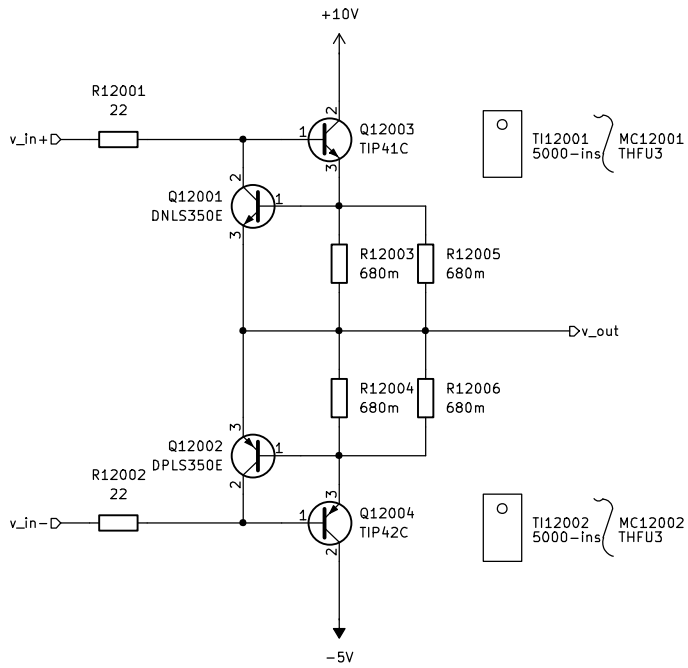 +10V
R12001
22
v_in+
1
2
3
Q12003
TIP41C
TI12001
5000-ins
MC12001
THFU3
Q12001
DNLS350E
2
1
3
R12003
680m
R12005
680m
v_out
R12004
680m
R12006
680m
Q12002
DPLS350E
3
1
2
R12002
22
v_in-
1
3
2
Q12004
TIP42C
TI12002
5000-ins
MC12002
THFU3
-5V